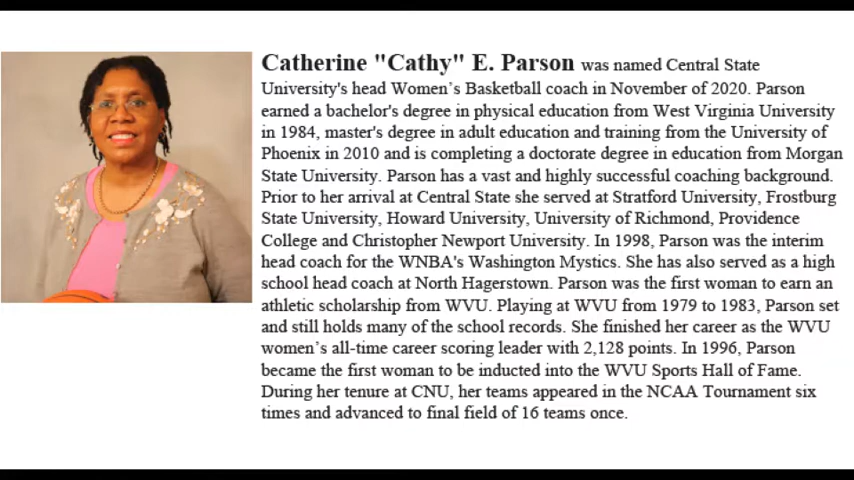 Catherine "Cathy" E. Parson was named Central State
University's head Women’s Basketball coach in November of 2020. Parson
earned a bachelor's degree in physical education from West Virginia University
in 1984, master's degree in adult education and training from the University of
Phoenix in 2010 and is completing a doctorate degree in education from Morgan
State University. Parson has a vast and highly successful coaching background.
Prior to her arrival at Central State she served at Stratford University, Frostburg
State University, Howard University, University of Richmond, Providence
College and Christopher Newport University. In 1998, Parson was the interim
head coach for the WNBA's Washington Mystics. She has also served as a high
school head coach at North Hagerstown. Parson was the first woman to earn an
athletic scholarship from WVU. Playing at WVU from 1979 to 1983, Parson set
and still holds many of the school records. She finished her career as the WVU
women’s all-time career scoring leader with 2,128 points. In 1996, Parson
became the first woman to be inducted into the WVU Sports Hall of Fame.
During her tenure at CNU, her teams appeared in the NCAA Tournament six
times and advanced to final field of 16 teams once.